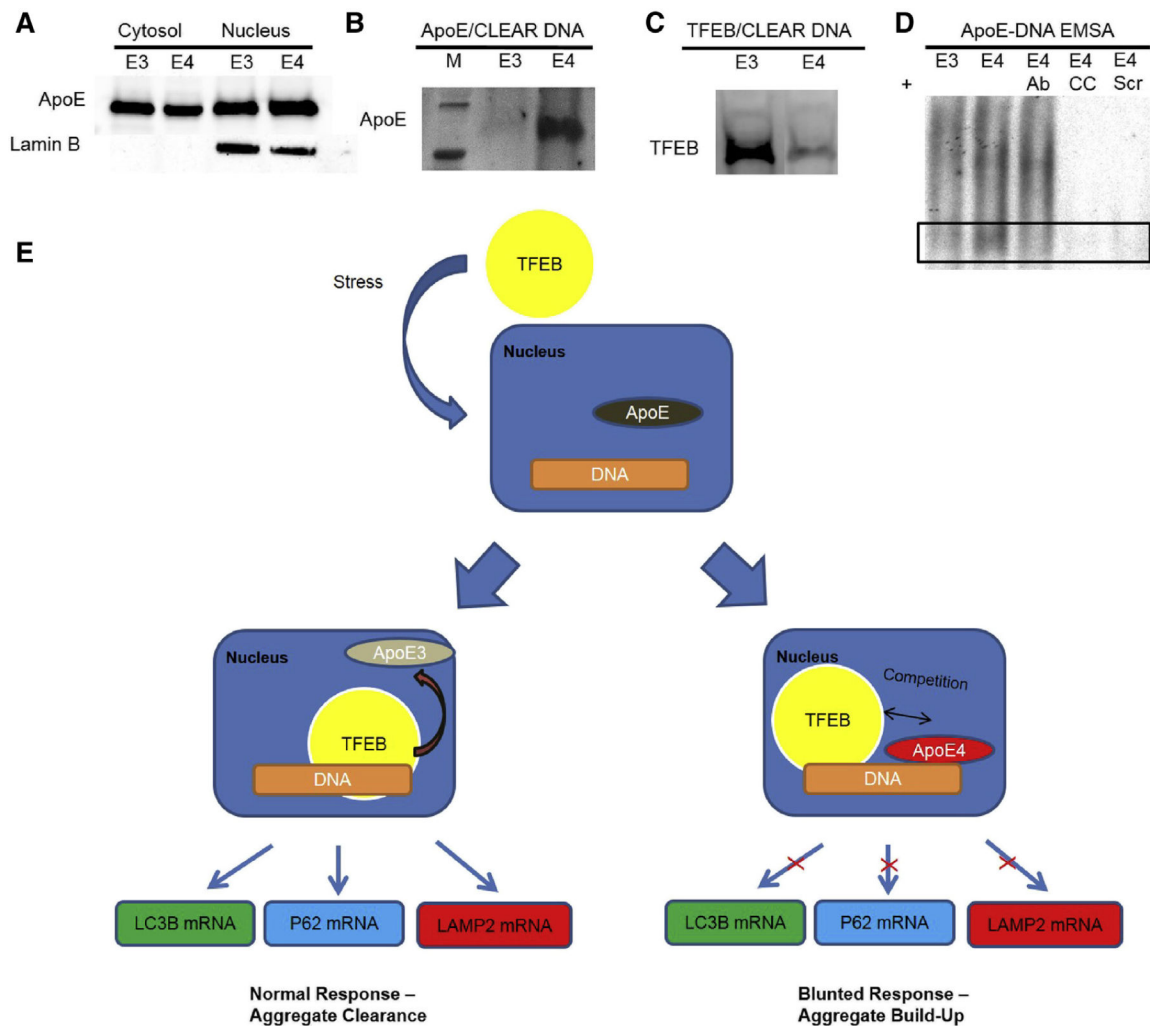 A
Cytosol Nucleus
E3 E4 E3 E4
ApoE
Lamin B
B
ApoE/CLEAR DNA
M E3 E4
ApoE
C
TFEB/CLEAR DNA
E3 E4
TFEB
D
ApoE-DNA EMSA
E3 E4 E4 E4 E4
+ Ab CC Scr
E
TFEB
Stress
Nucleus
ApoE
DNA
Nucleus
ApoE3
TFEB
DNA
LC3B mRNA
P62 mRNA
LAMP2 mRNA
Normal Response –
Aggregate Clearance
Nucleus
Competition
TFEB
ApoE4
DNA
LC3B mRNA
P62 mRNA
LAMP2 mRNA
Blunted Response –
Aggregate Build-Up